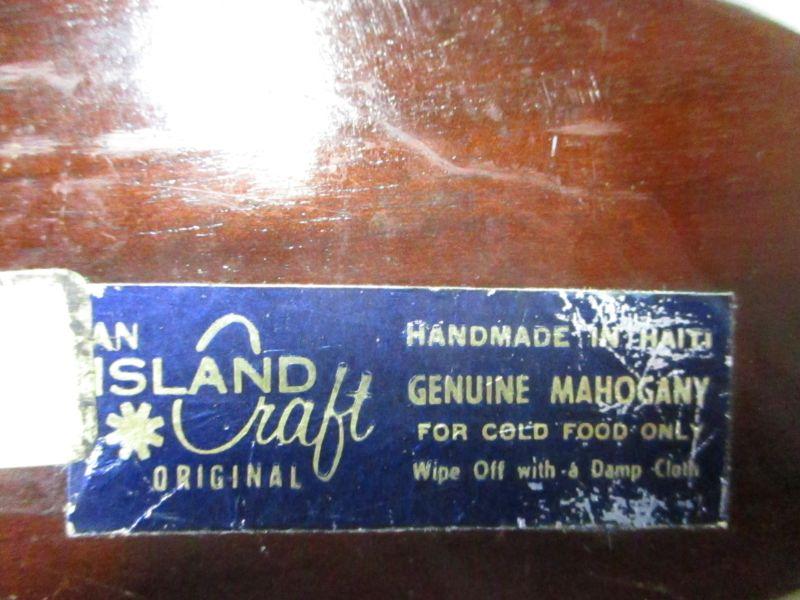 AN
ISLAND
Craft
ORIGINAL
HANDMADE IN HAITI
GENUINE MAHOGANY
FOR COLD FOOD ONLY
Wipe Off with a Damp Cloth